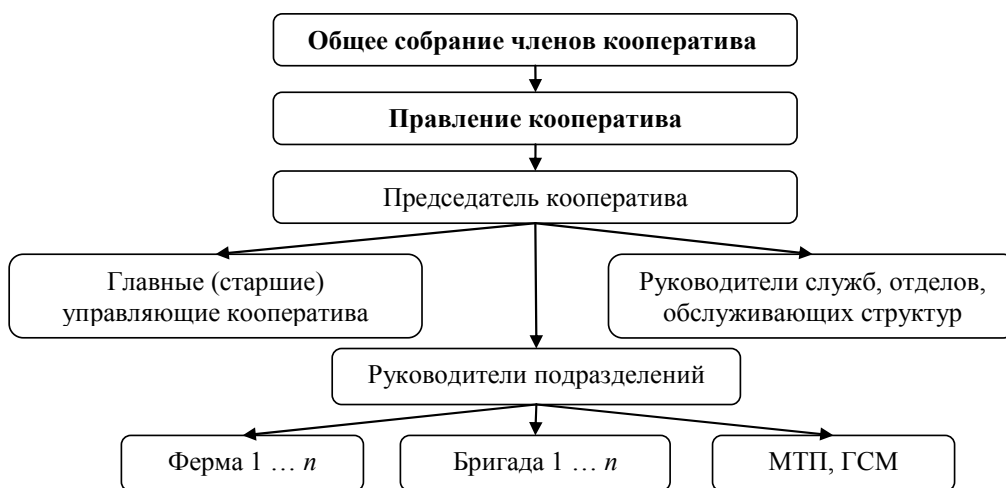 Общее собрание членов кооператива
Правление кооператива
Председатель кооператива
Главные (старшие)
управляющие кооператива
Руководители служб, отделов,
обслуживающих структур
Руководители подразделений
Ферма 1 … n
Бригада 1 … n
МТП, ГСМ